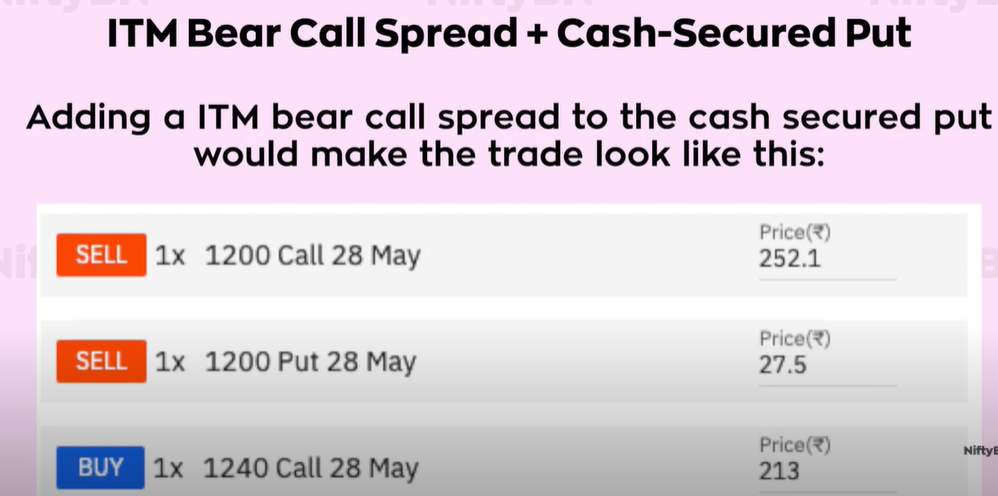 ITM Bear Call Spread + Cash-Secured Put
Adding a ITM bear call spread to the cash secured put
would make the trade look like this:
SELL 1x 1200 Call 28 May Price(₹)
252.1
SELL 1x 1200 Put 28 May Price(₹)
27.5
BUY 1x 1240 Call 28 May Price(₹)
213